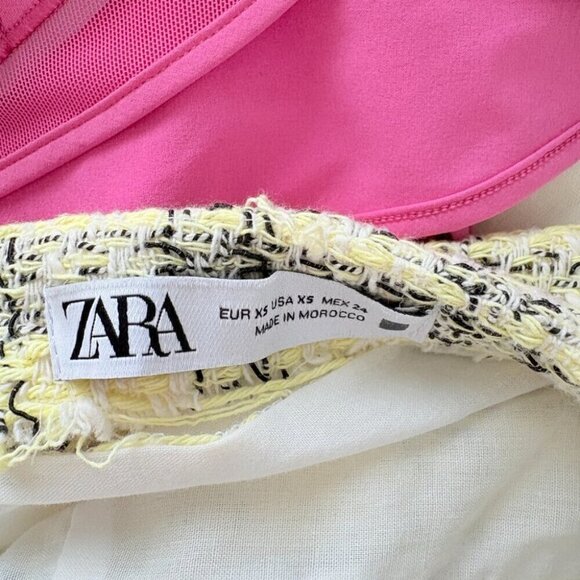 ZARA
EUR XS USA XS MEX 24
MADE IN MOROCCO